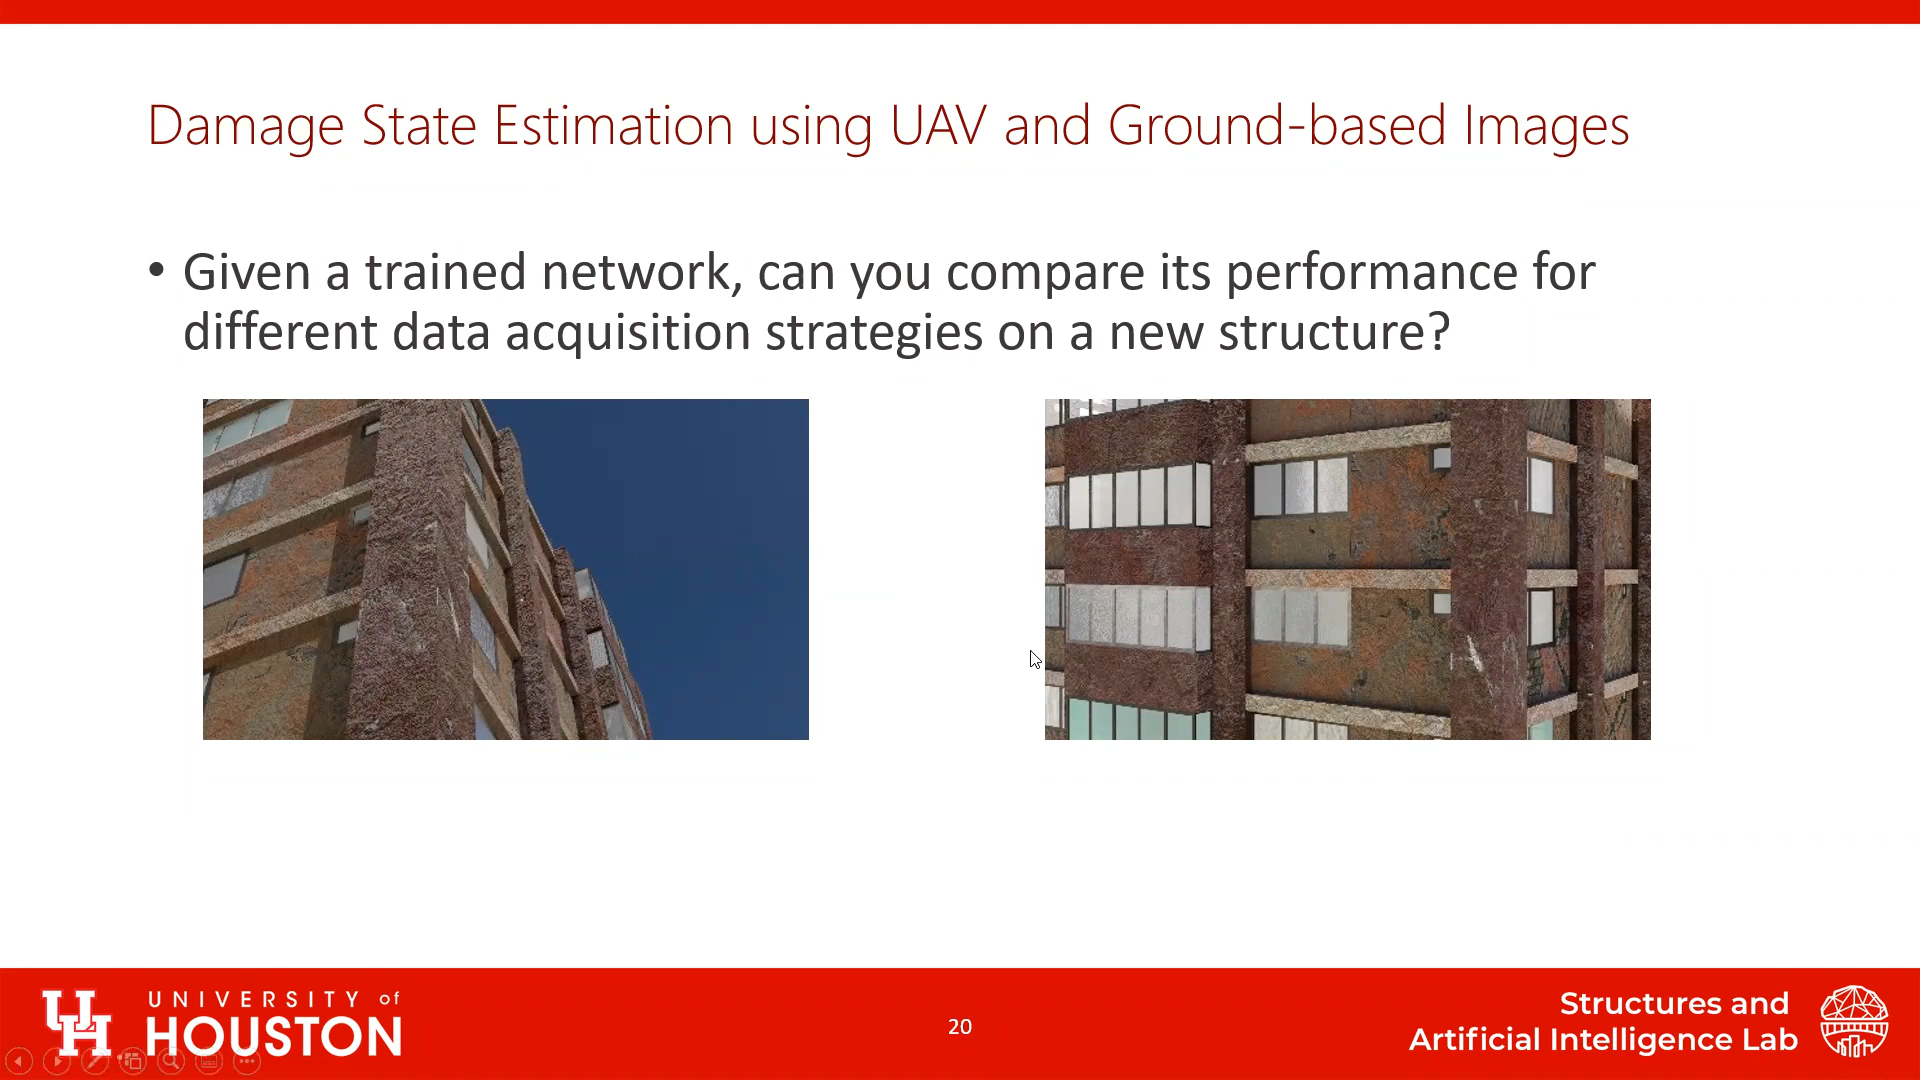 Damage State Estimation using UAV and Ground-based Images
• Given a trained network, can you compare its performance for
different data acquisition strategies on a new structure?
UNIVERSITY of
HOUSTON
20
Structures and
Artificial Intelligence Lab